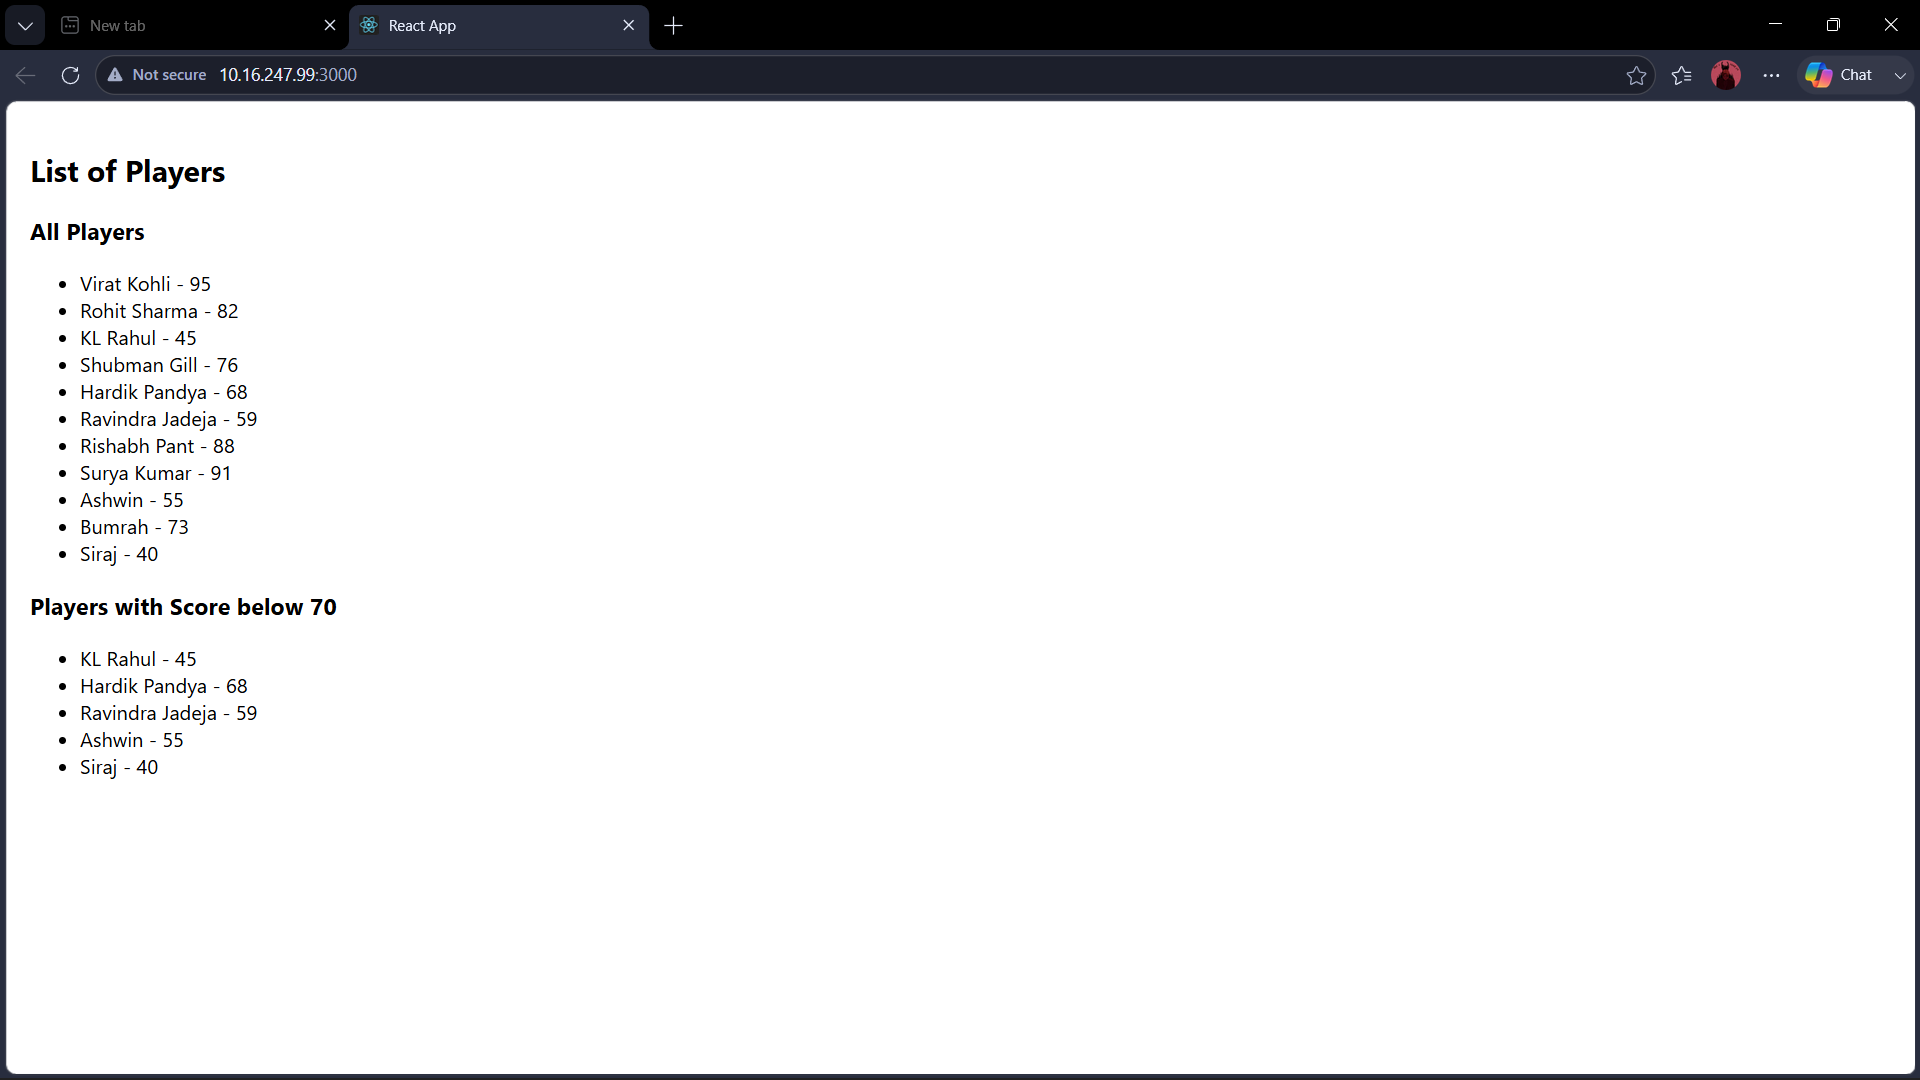 New tab
React App
Not secure 10.16.247.99:3000
Chat
List of Players
All Players
• Virat Kohli - 95
• Rohit Sharma - 82
• KL Rahul - 45
• Shubman Gill - 76
• Hardik Pandya - 68
• Ravindra Jadeja - 59
• Rishabh Pant - 88
• Surya Kumar - 91
• Ashwin - 55
• Bumrah - 73
• Siraj - 40
Players with Score below 70
• KL Rahul - 45
• Hardik Pandya - 68
• Ravindra Jadeja - 59
• Ashwin - 55
• Siraj - 40